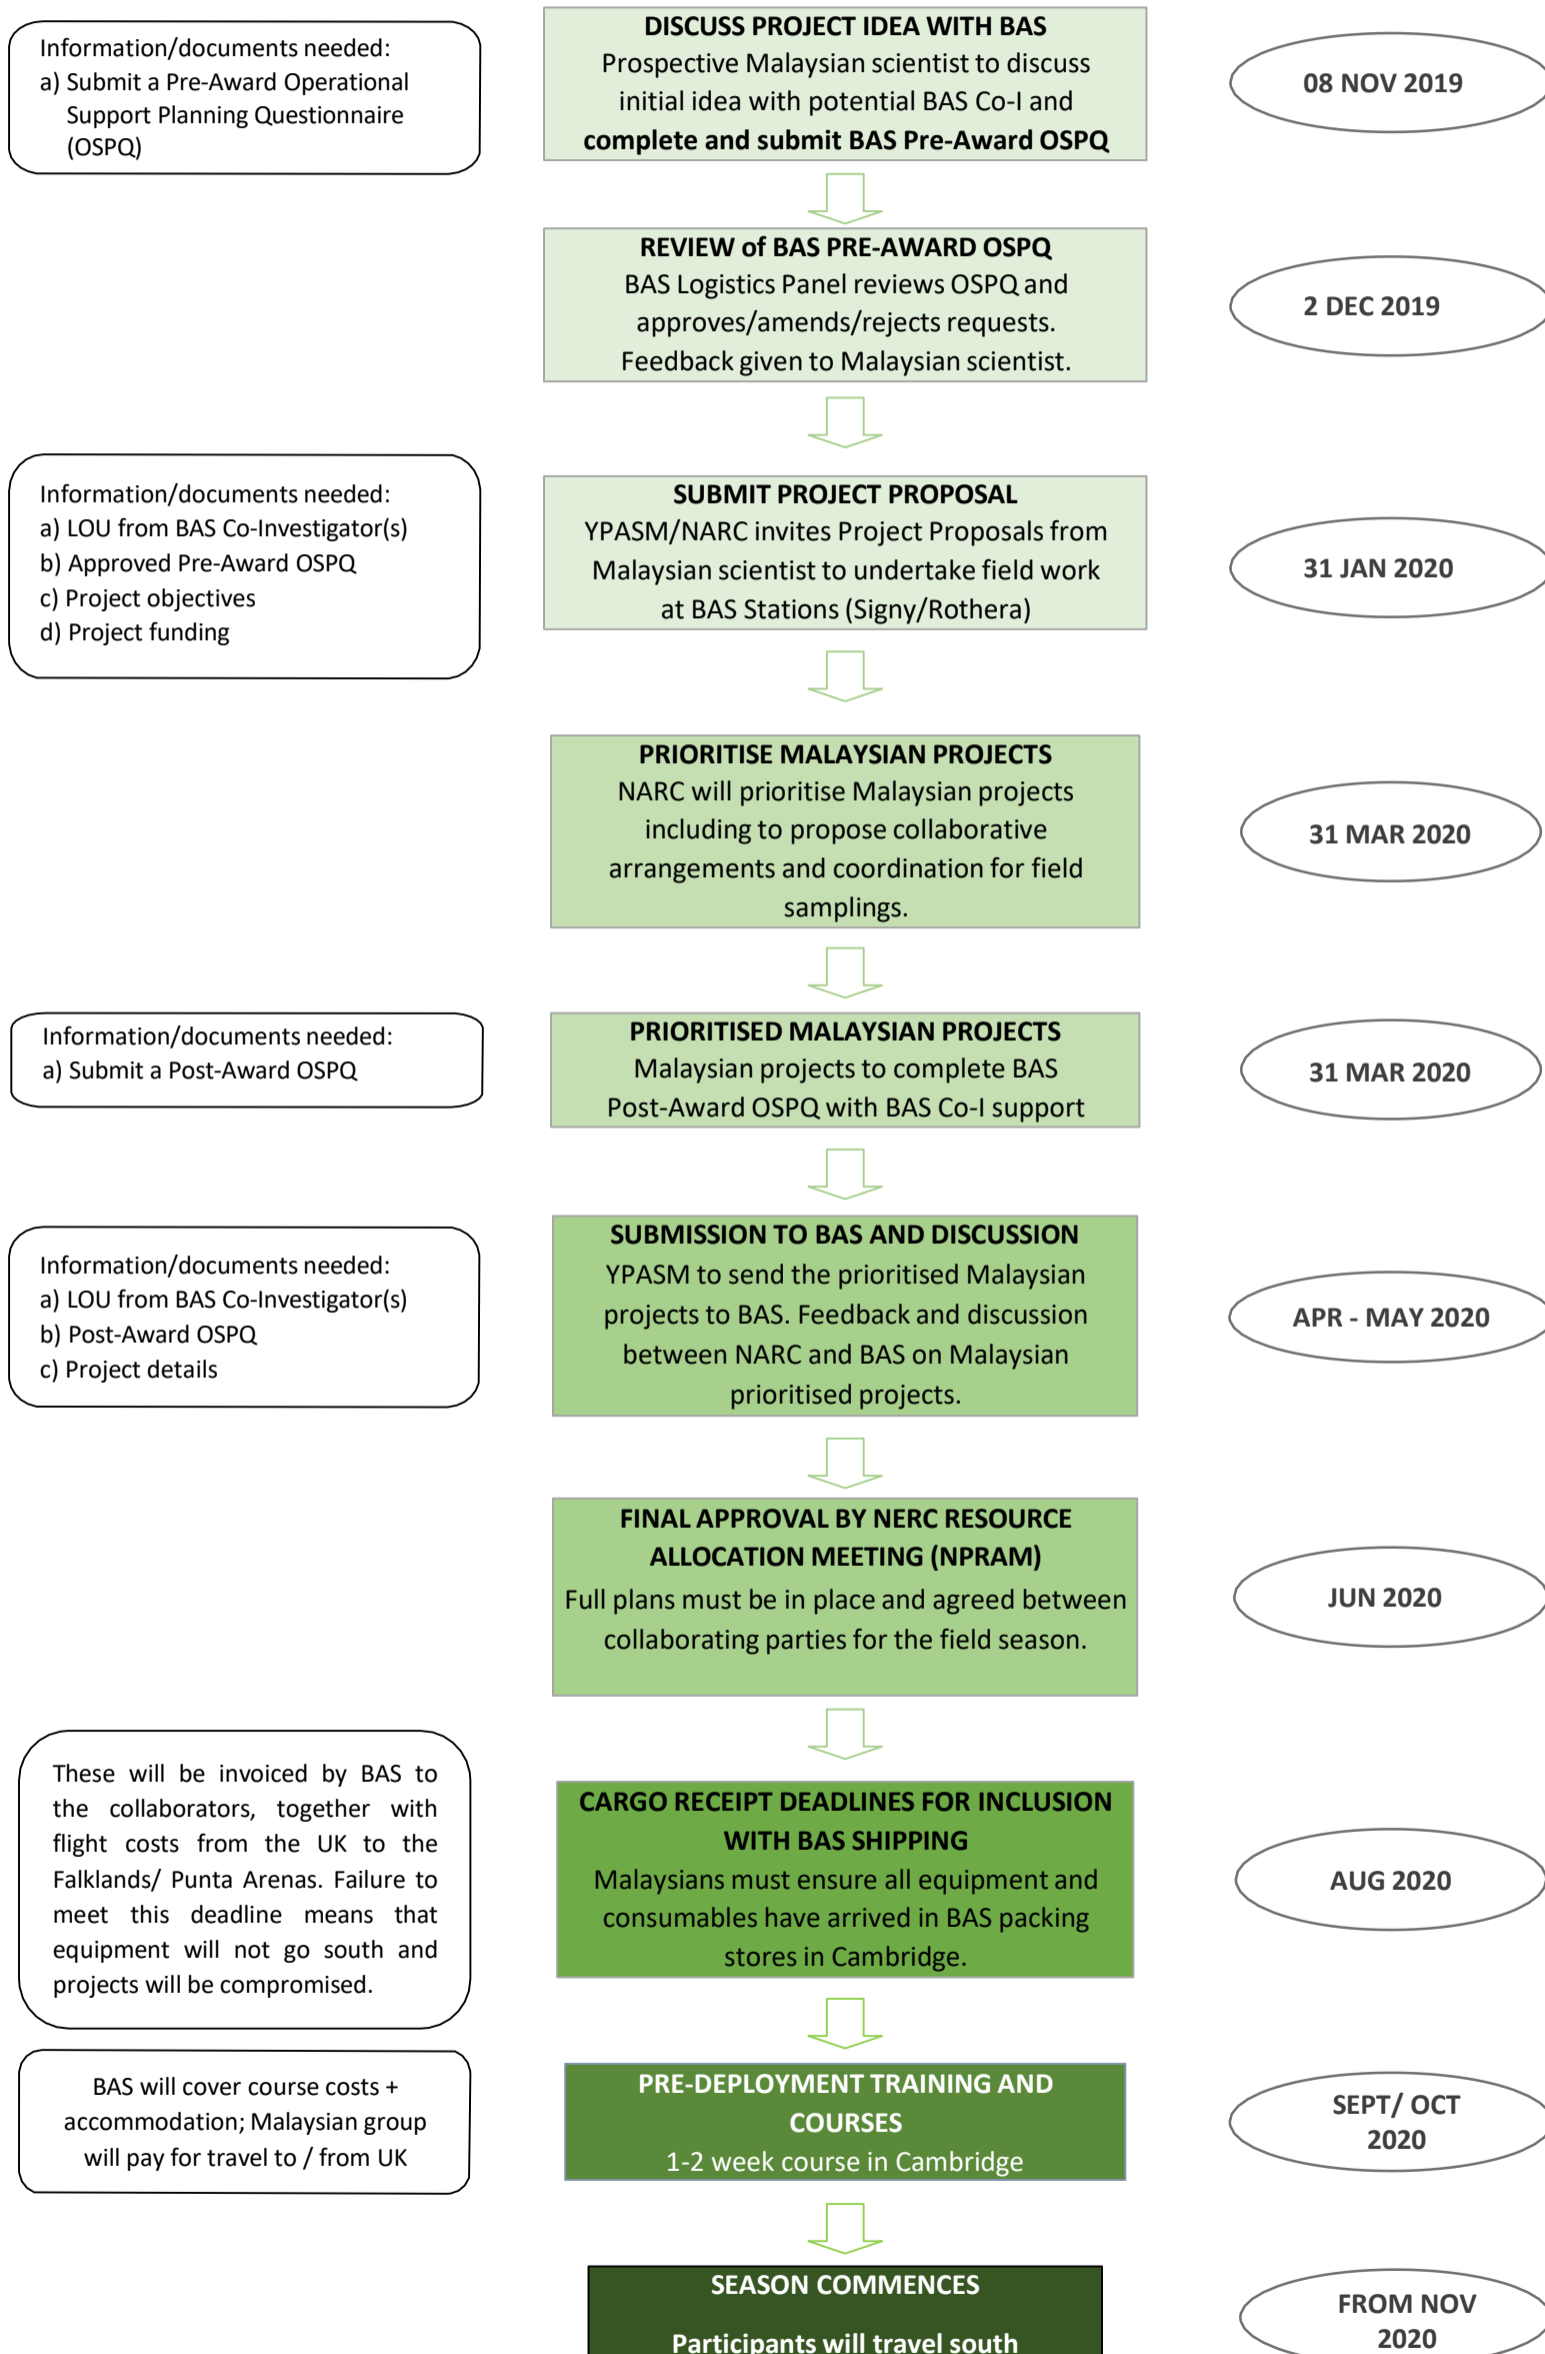 Information/documents needed:
a) Submit a Pre-Award Operational
Support Planning Questionnaire
(OSPQ)
DISCUSS PROJECT IDEA WITH BAS
Prospective Malaysian scientist to discuss
initial idea with potential BAS Co-I and
complete and submit BAS Pre-Award OSPQ
08 NOV 2019
REVIEW of BAS PRE-AWARD OSPQ
BAS Logistics Panel reviews OSPQ and
approves/amends/rejects requests.
Feedback given to Malaysian scientist.
2 DEC 2019
Information/documents needed:
a) LOU from BAS Co-Investigator(s)
b) Approved Pre-Award OSPQ
c) Project objectives
d) Project funding
SUBMIT PROJECT PROPOSAL
YPASM/NARC invites Project Proposals from
Malaysian scientist to undertake field work
at BAS Stations (Signy/Rothera)
31 JAN 2020
PRIORITISE MALAYSIAN PROJECTS
NARC will prioritise Malaysian projects
including to propose collaborative
arrangements and coordination for field
samplings.
31 MAR 2020
Information/documents needed:
a) Submit a Post-Award OSPQ
PRIORITISED MALAYSIAN PROJECTS
Malaysian projects to complete BAS
Post-Award OSPQ with BAS Co-I support
31 MAR 2020
Information/documents needed:
a) LOU from BAS Co-Investigator(s)
b) Post-Award OSPQ
c) Project details
SUBMISSION TO BAS AND DISCUSSION
YPASM to send the prioritised Malaysian
projects to BAS. Feedback and discussion
between NARC and BAS on Malaysian
prioritised projects.
APR - MAY 2020
FINAL APPROVAL BY NERC RESOURCE
ALLOCATION MEETING (NPRAM)
Full plans must be in place and agreed between
collaborating parties for the field season.
JUN 2020
These will be invoiced by BAS to
the collaborators, together with
flight costs from the UK to the
Falklands/ Punta Arenas. Failure to
meet this deadline means that
equipment will not go south and
projects will be compromised.
CARGO RECEIPT DEADLINES FOR INCLUSION
WITH BAS SHIPPING
Malaysians must ensure all equipment and
consumables have arrived in BAS packing
stores in Cambridge.
AUG 2020
BAS will cover course costs +
accommodation; Malaysian group
will pay for travel to / from UK
PRE-DEPLOYMENT TRAINING AND
COURSES
1-2 week course in Cambridge
SEPT/ OCT
2020
SEASON COMMENCES
Participants will travel south
FROM NOV
2020